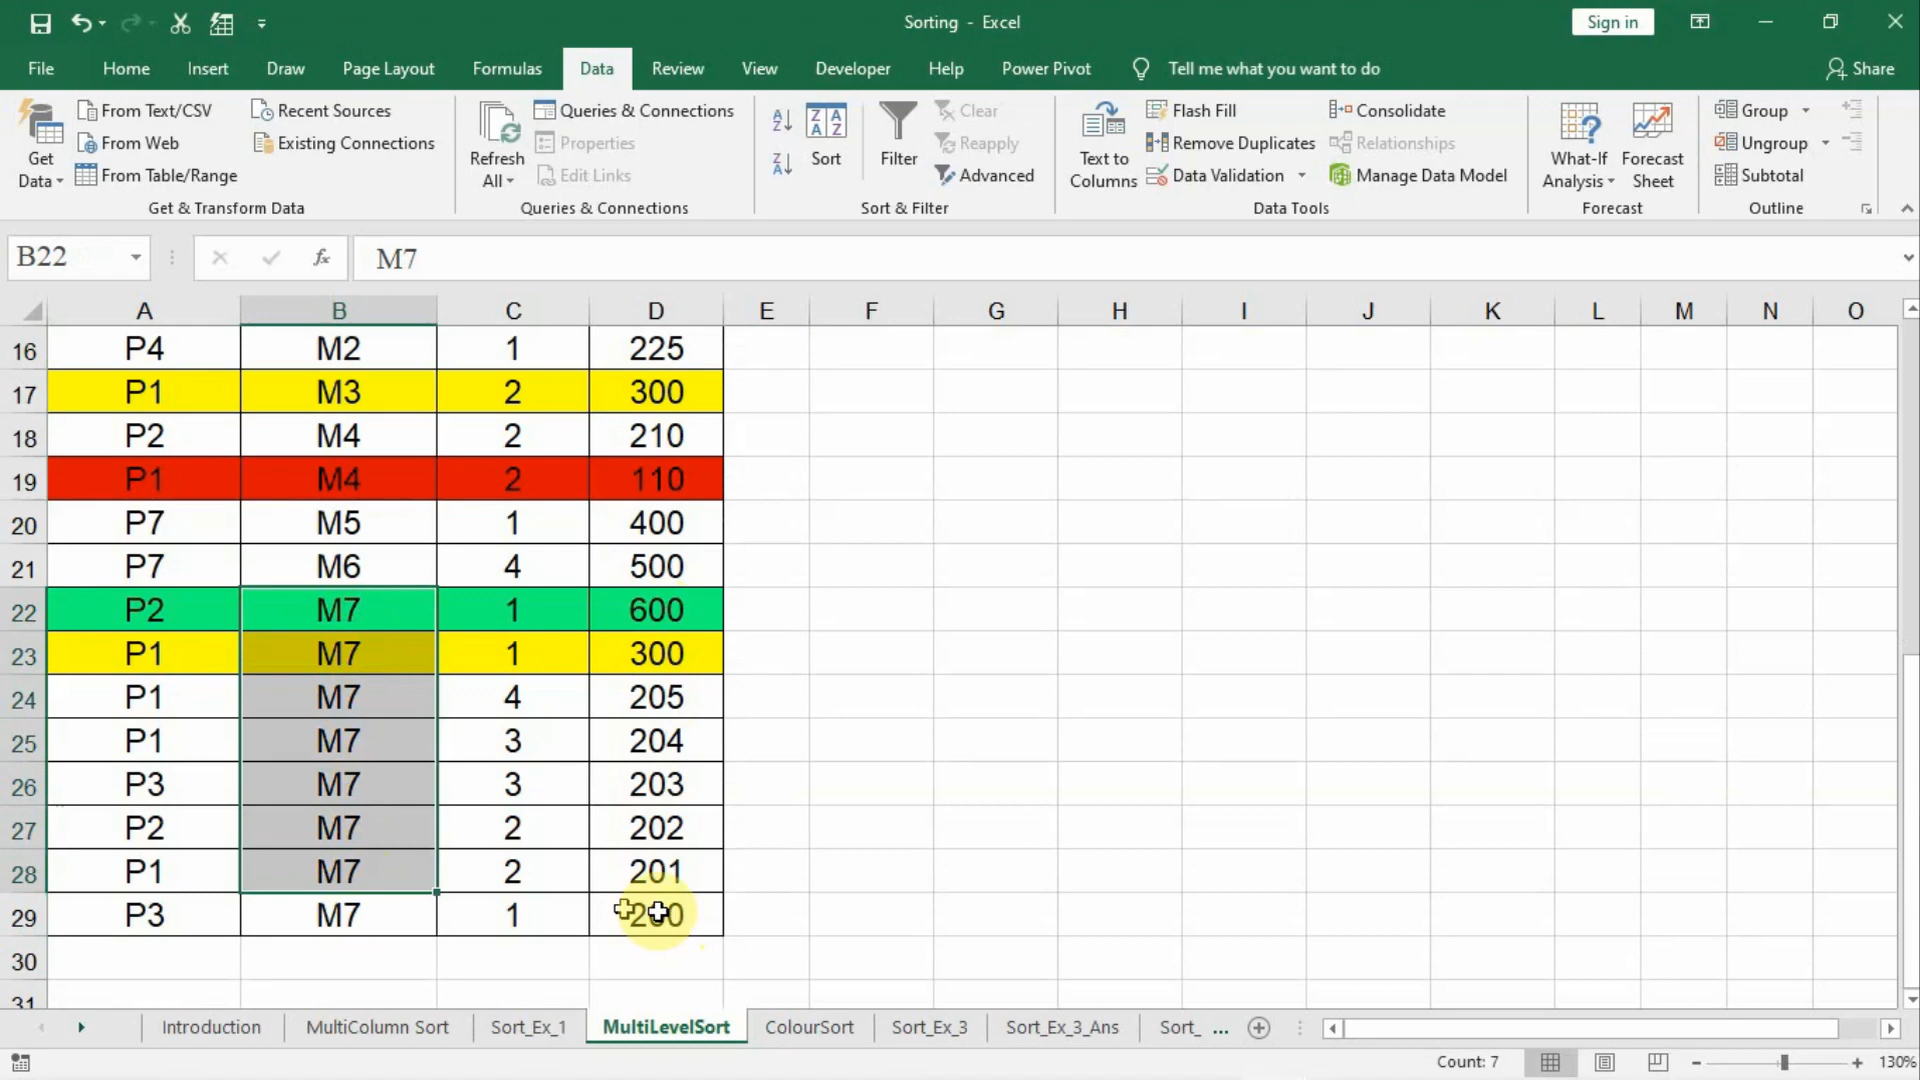 Sorting - Excel
Sign in
File Home Insert Draw Page Layout Formulas Data Review View Developer Help Power Pivot Tell me what you want to do Share
Get Data
From Text/CSV
From Web
From Table/Range
Recent Sources
Existing Connections
Get & Transform Data
Refresh All
Queries & Connections
Properties
Edit Links
Queries & Connections
Sort
Filter
Clear
Reapply
Advanced
Sort & Filter
Text to Columns
Flash Fill
Remove Duplicates
Data Validation
Consolidate
Relationships
Manage Data Model
Data Tools
What-If Analysis
Forecast Sheet
Forecast
Group
Ungroup
Subtotal
Outline
B22 fx M7
A B C D E F G H I J K L M N O
16 P4 M2 1 225
17 P1 M3 2 300
18 P2 M4 2 210
19 P1 M4 2 110
20 P7 M5 1 400
21 P7 M6 4 500
22 P2 M7 1 600
23 P1 M7 1 300
24 P1 M7 4 205
25 P1 M7 3 204
26 P3 M7 3 203
27 P2 M7 2 202
28 P1 M7 2 201
29 P3 M7 1 200
30
31
Introduction MultiColumn Sort Sort_Ex_1 MultiLevelSort ColourSort Sort_Ex_3 Sort_Ex_3_Ans Sort_ ...
Count: 7 130%